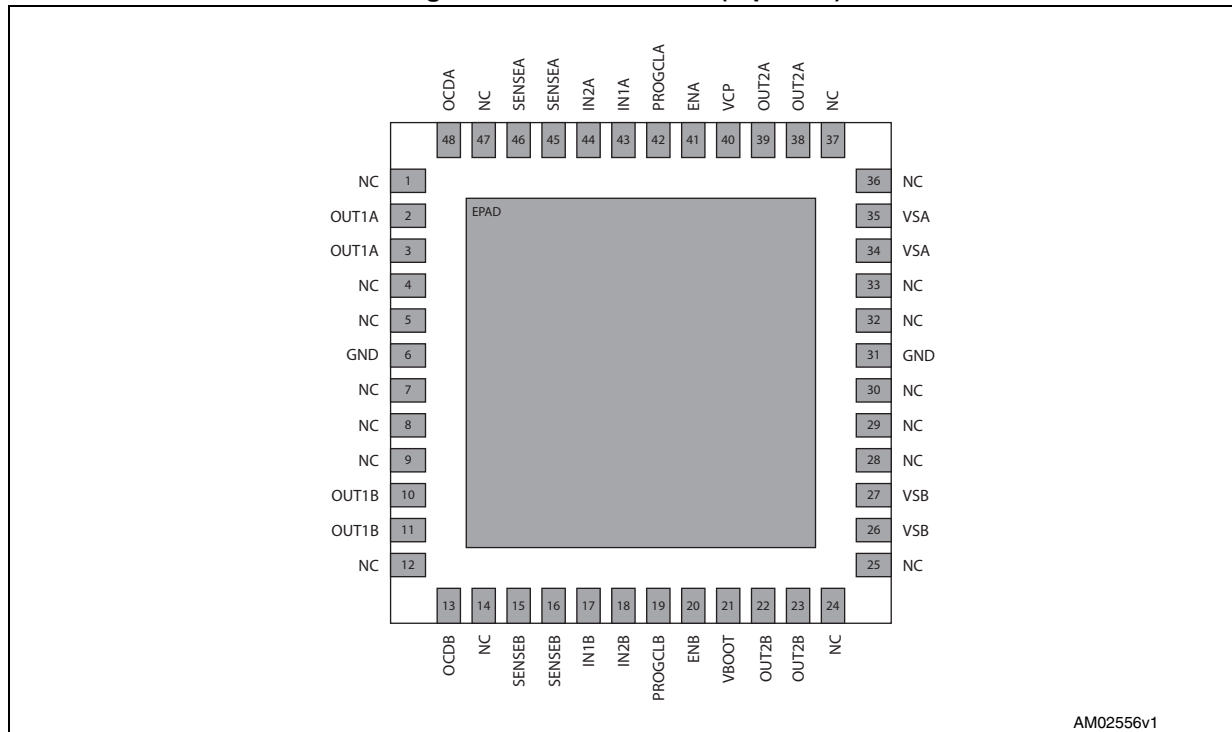 OCDA
NC
SENSEA
SENSEA
IN2A
IN1A
PROGCLA
ENA
VCP
OUT2A
OUT2A
NC
48 47 46 45 44 43 42 41 40 39 38 37
NC 1 36 NC
EPAD
OUT1A 2 35 VSA
OUT1A 3 34 VSA
NC 4 33 NC
NC 5 32 NC
GND 6 31 GND
NC 7 30 NC
NC 8 29 NC
NC 9 28 NC
OUT1B 10 27 VSB
OUT1B 11 26 VSB
NC 12 25 NC
13 14 15 16 17 18 19 20 21 22 23 24
OCDB
NC
SENSEB
SENSEB
IN1B
IN2B
PROGCLB
ENB
VBOOT
OUT2B
OUT2B
NC
AM02556v1